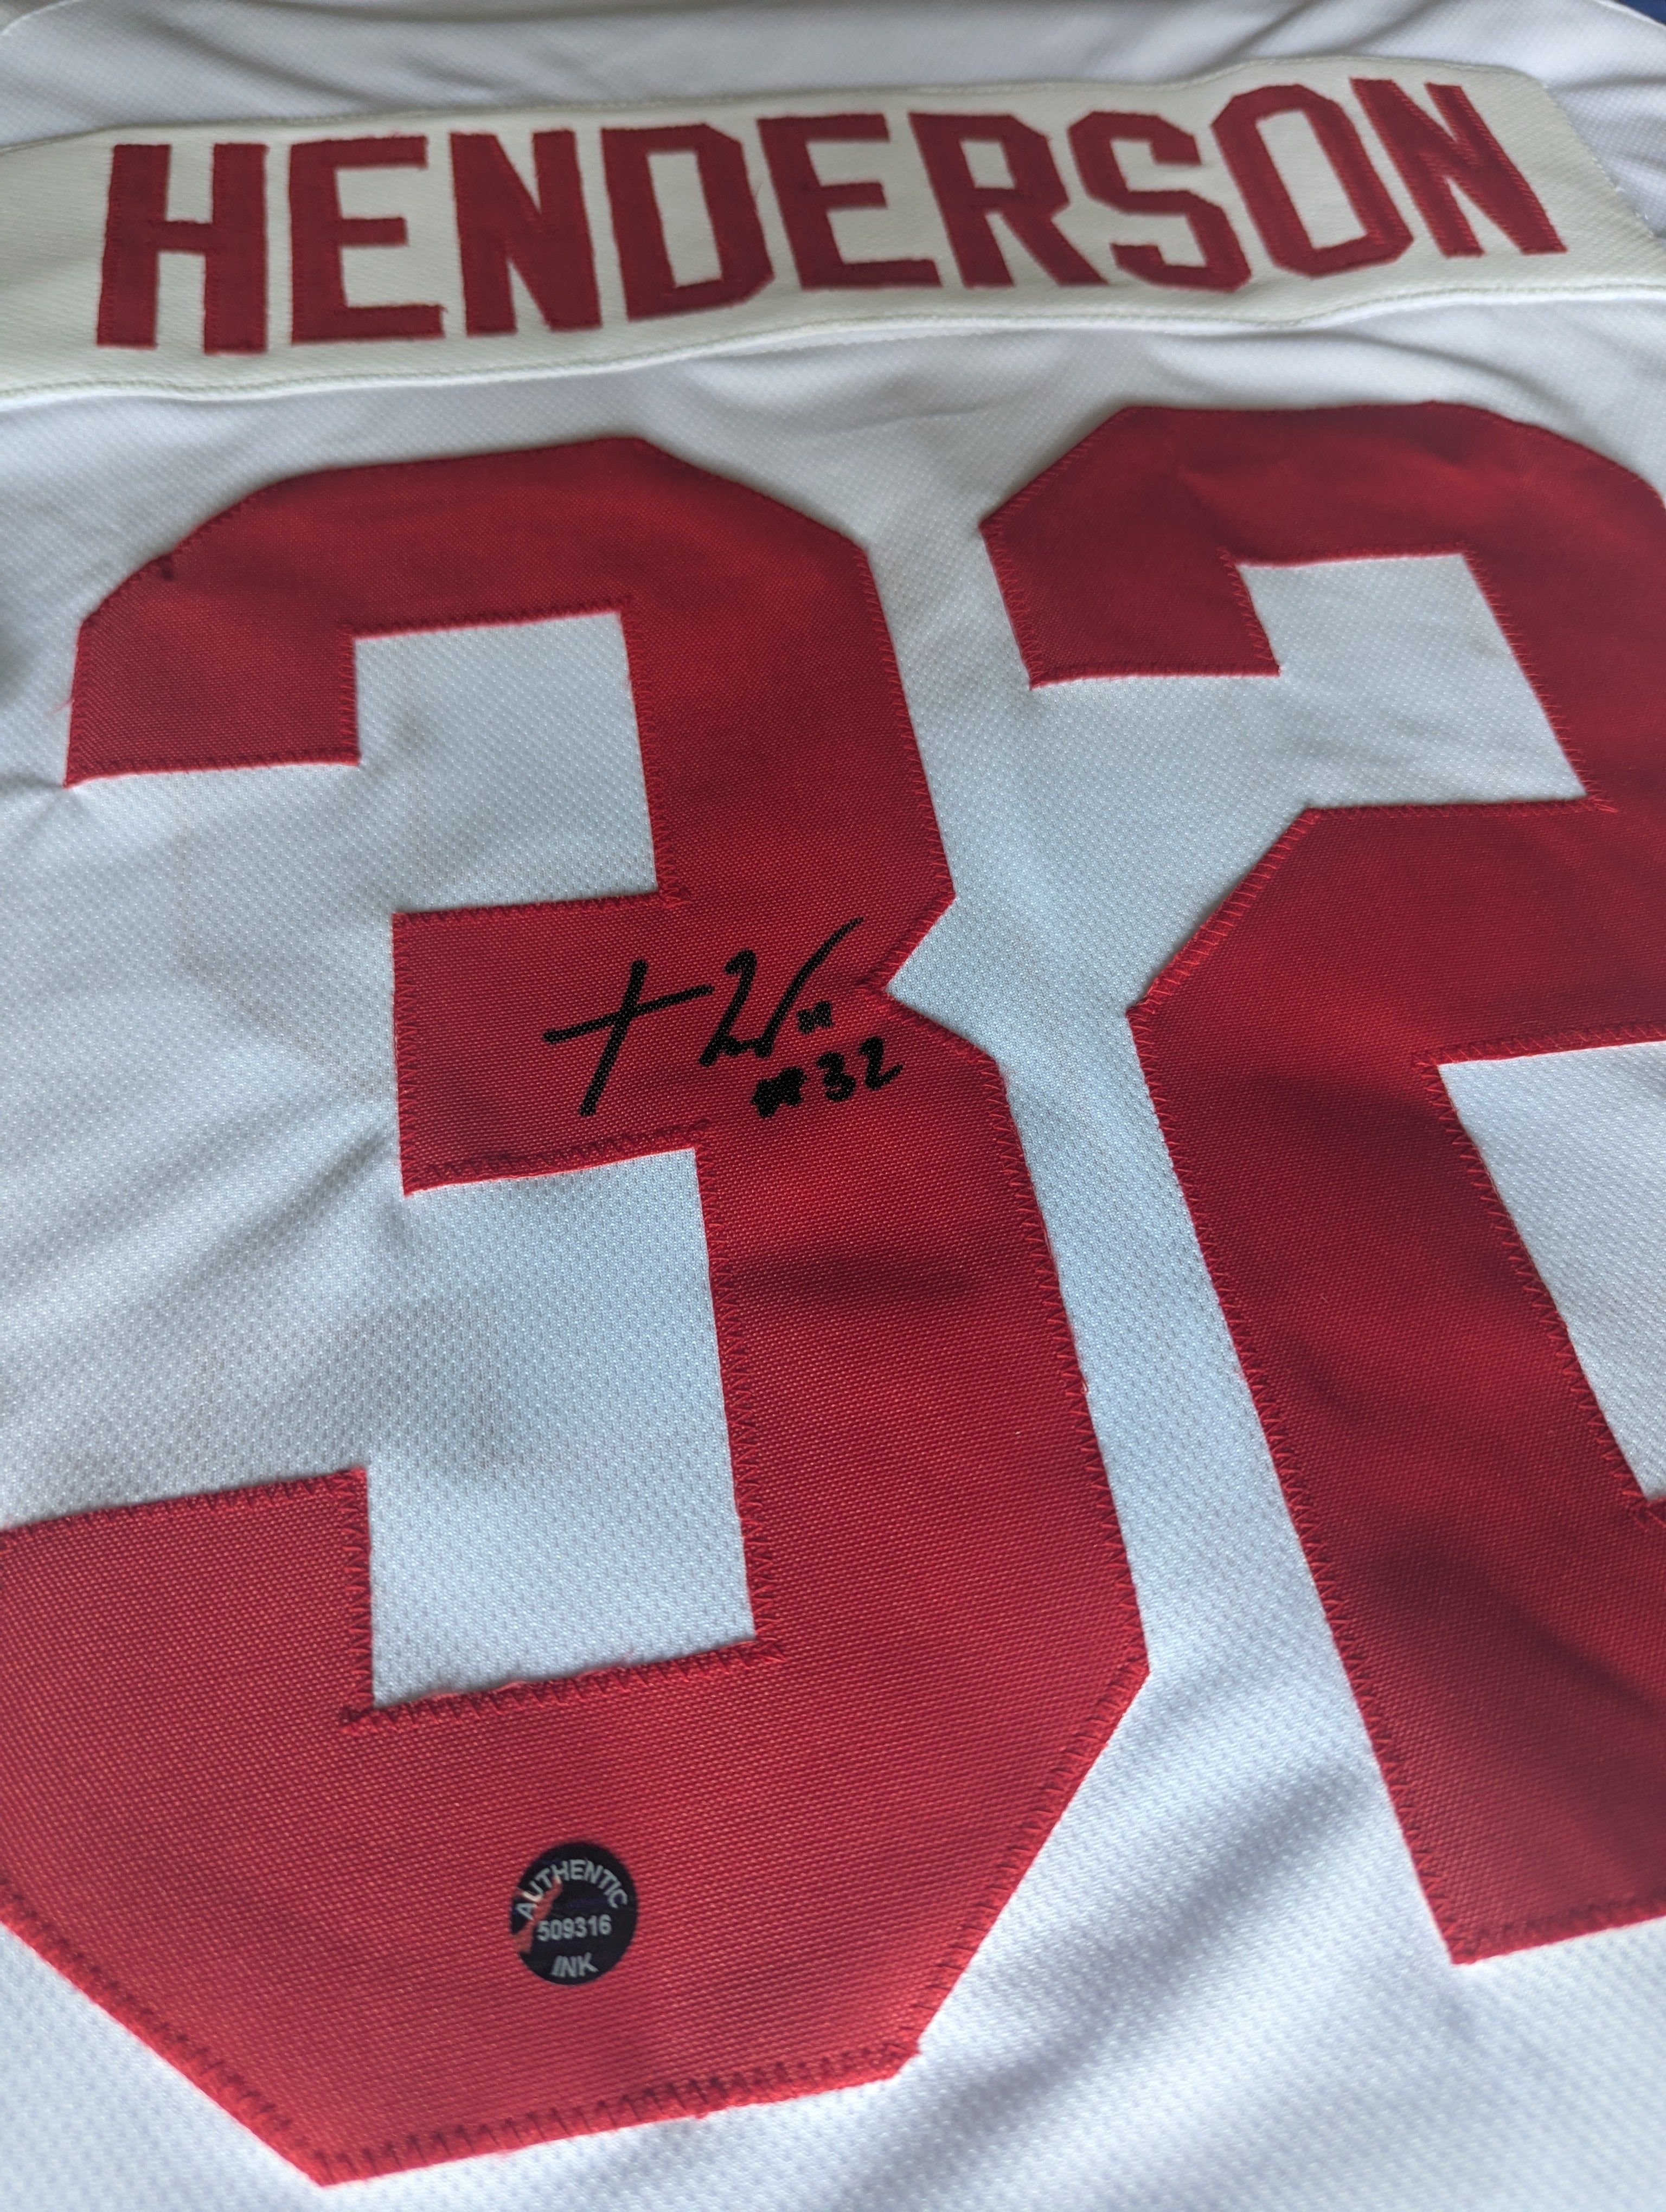 HENDERSON
32
#32
AUTHENTIC
509316
INK